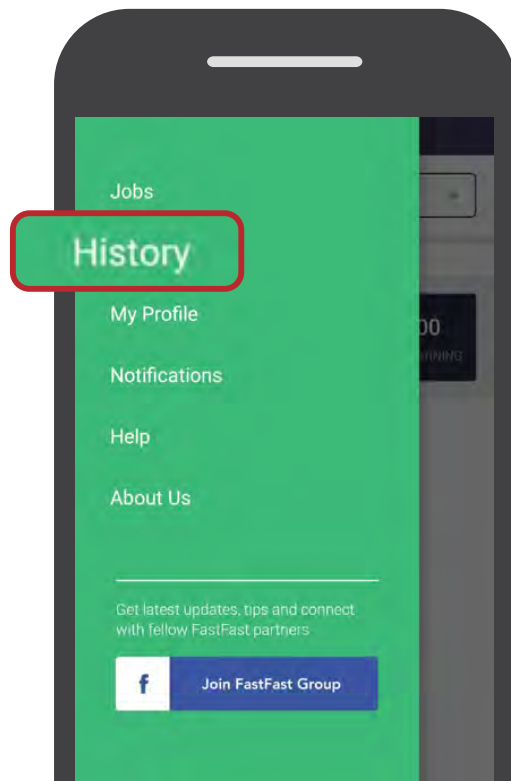 Jobs
History
My Profile
00
Notifications
Help
About Us
Get latest updates, tips and connect
with fellow FastFast partners
f Join FastFast Group